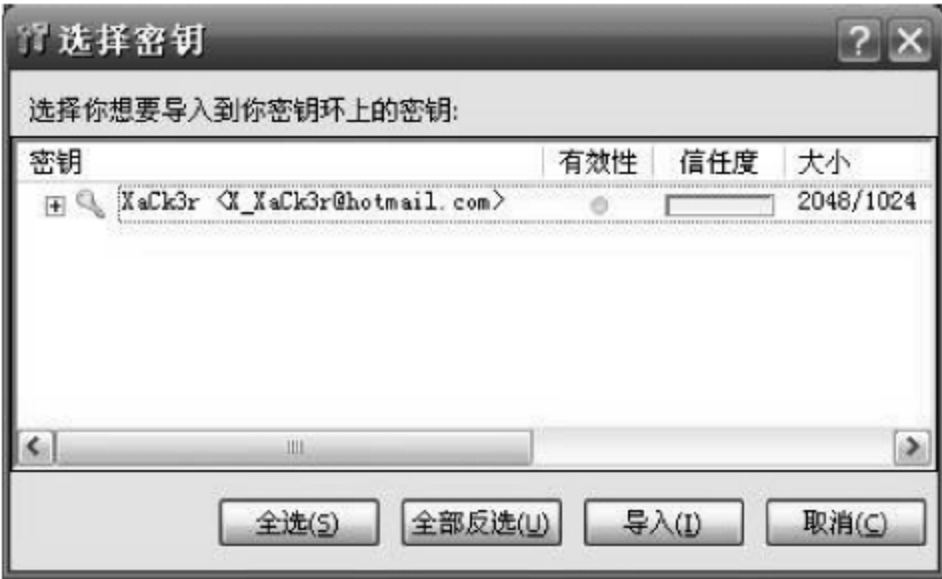 选择密钥
选择你想要导入到你密钥环上的密钥:
密钥 有效性 信任度 大小
XaCk3r <X_XaCk3r@hotmail.com> 2048/1024
全选(S) 全部反选(U) 导入(I) 取消(C)